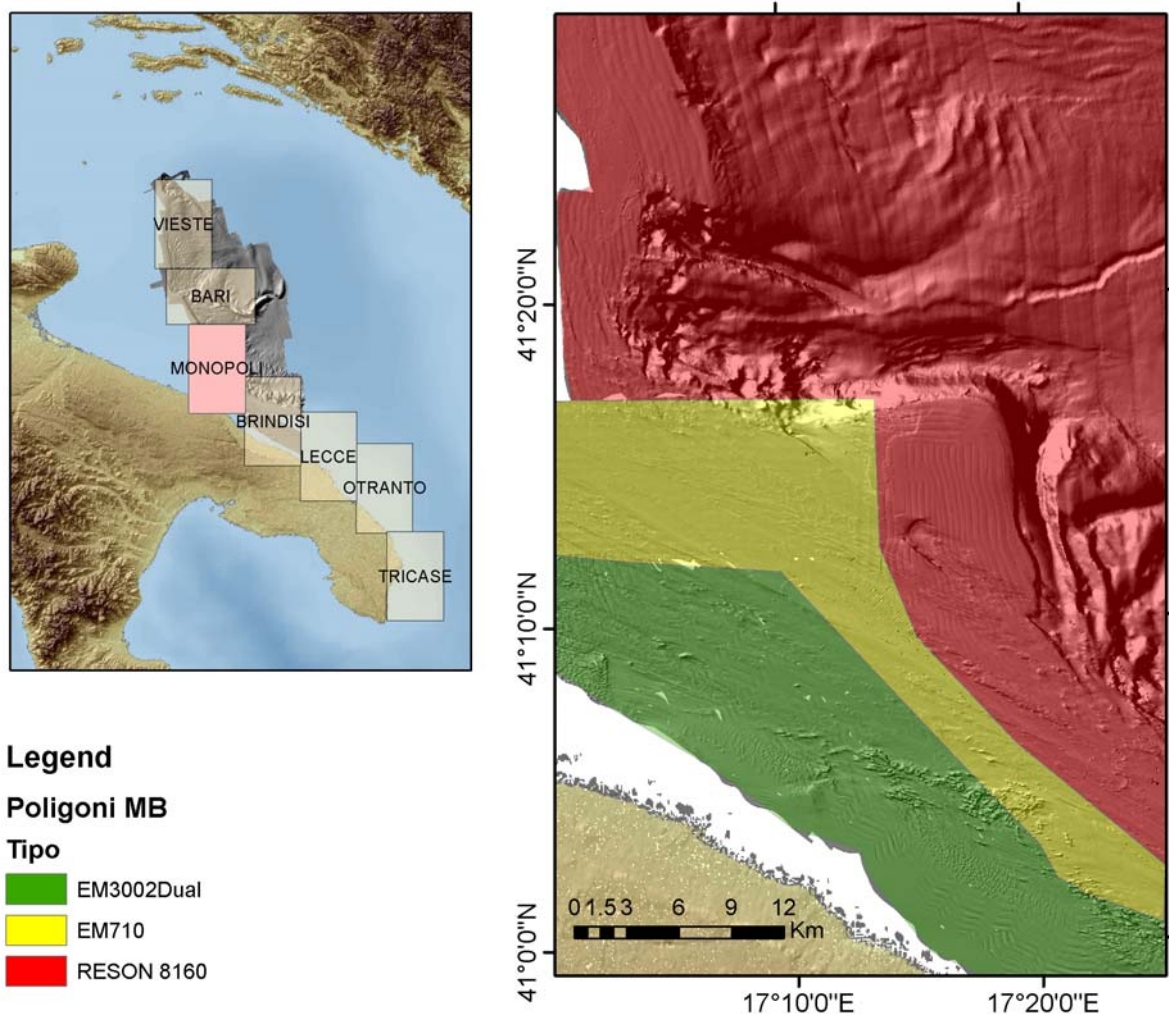 VIESTE
BARI
MONOPOLI
BRINDISI
LECCE
OTRANTO
TRICASE
Legend
Poligoni MB
Tipo
EM3002Dual
EM710
RESON 8160
41°20'0"N
41°10'0"N
41°0'0"N
0 1.5 3 6 9 12
Km
17°10'0"E 17°20'0"E